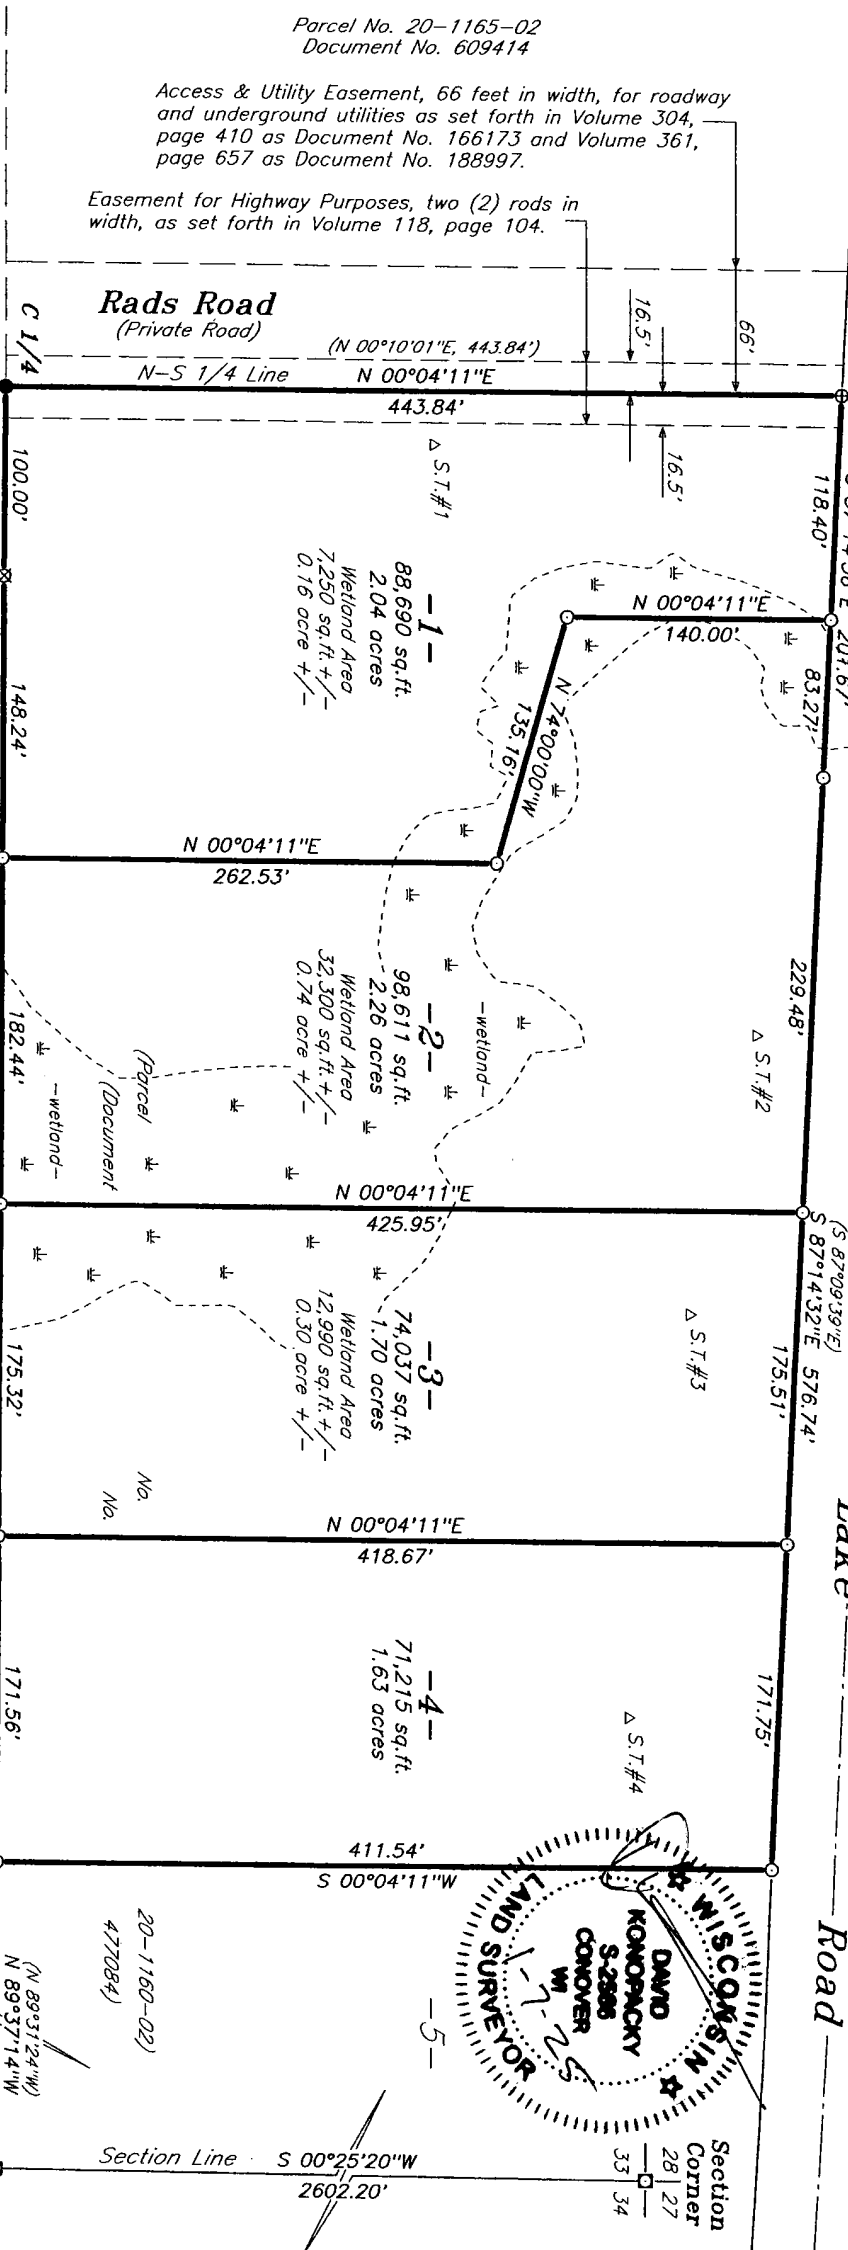 Parcel No. 20-1165-02
Document No. 609414
Access & Utility Easement, 66 feet in width, for roadway
and underground utilities as set forth in Volume 304,
page 410 as Document No. 166173 and Volume 361,
page 657 as Document No. 188997.
Easement for Highway Purposes, two (2) rods in
width, as set forth in Volume 118, page 104.
Rads Road
(Private Road)
C 1/4
(N 00°10'01"E, 443.84')
N-S 1/4 Line
N 00°04'11"E
443.84'
16.5'
66'
16.5'
100.00'
△ S.T.#1
118.40'
N 00°04'11"E
140.00'
83.27'
N 74°00'00"W
135.16'
-1-
88,690 sq.ft.
2.04 acres
Wetland Area
7,250 sq.ft.+/-
0.16 acre +/-
148.24'
N 00°04'11"E
262.53'
229.48'
△ S.T.#2
-2-
98,611 sq.ft.
2.26 acres
Wetland Area
32,300 sq.ft.+/-
0.74 acre +/-
-wetland-
182.44'
-wetland-
(Parcel
(Document
N 00°04'11"E
425.95'
(S 87°09'39"E)
S 87°14'32"E 576.74'
175.51'
△ S.T.#3
-3-
74,037 sq.ft.
1.70 acres
Wetland Area
12,990 sq.ft.+/-
0.30 acre +/-
175.32'
No.
No.
N 00°04'11"E
418.67'
Lake
Road
171.75'
△ S.T.#4
-4-
71,215 sq.ft.
1.63 acres
171.56'
411.54'
S 00°04'11"W
WISCONSIN
DAVID
KONOPACKY
S-2586
CONOVER
WI
LAND SURVEYOR
1-7-25
20-1160-02)
477084)
-5-
(N 89°31'24"W)
N 89°37'14"W
Section Line
S 00°25'20"W
2602.20'
Section
Corner
28 27
33 34